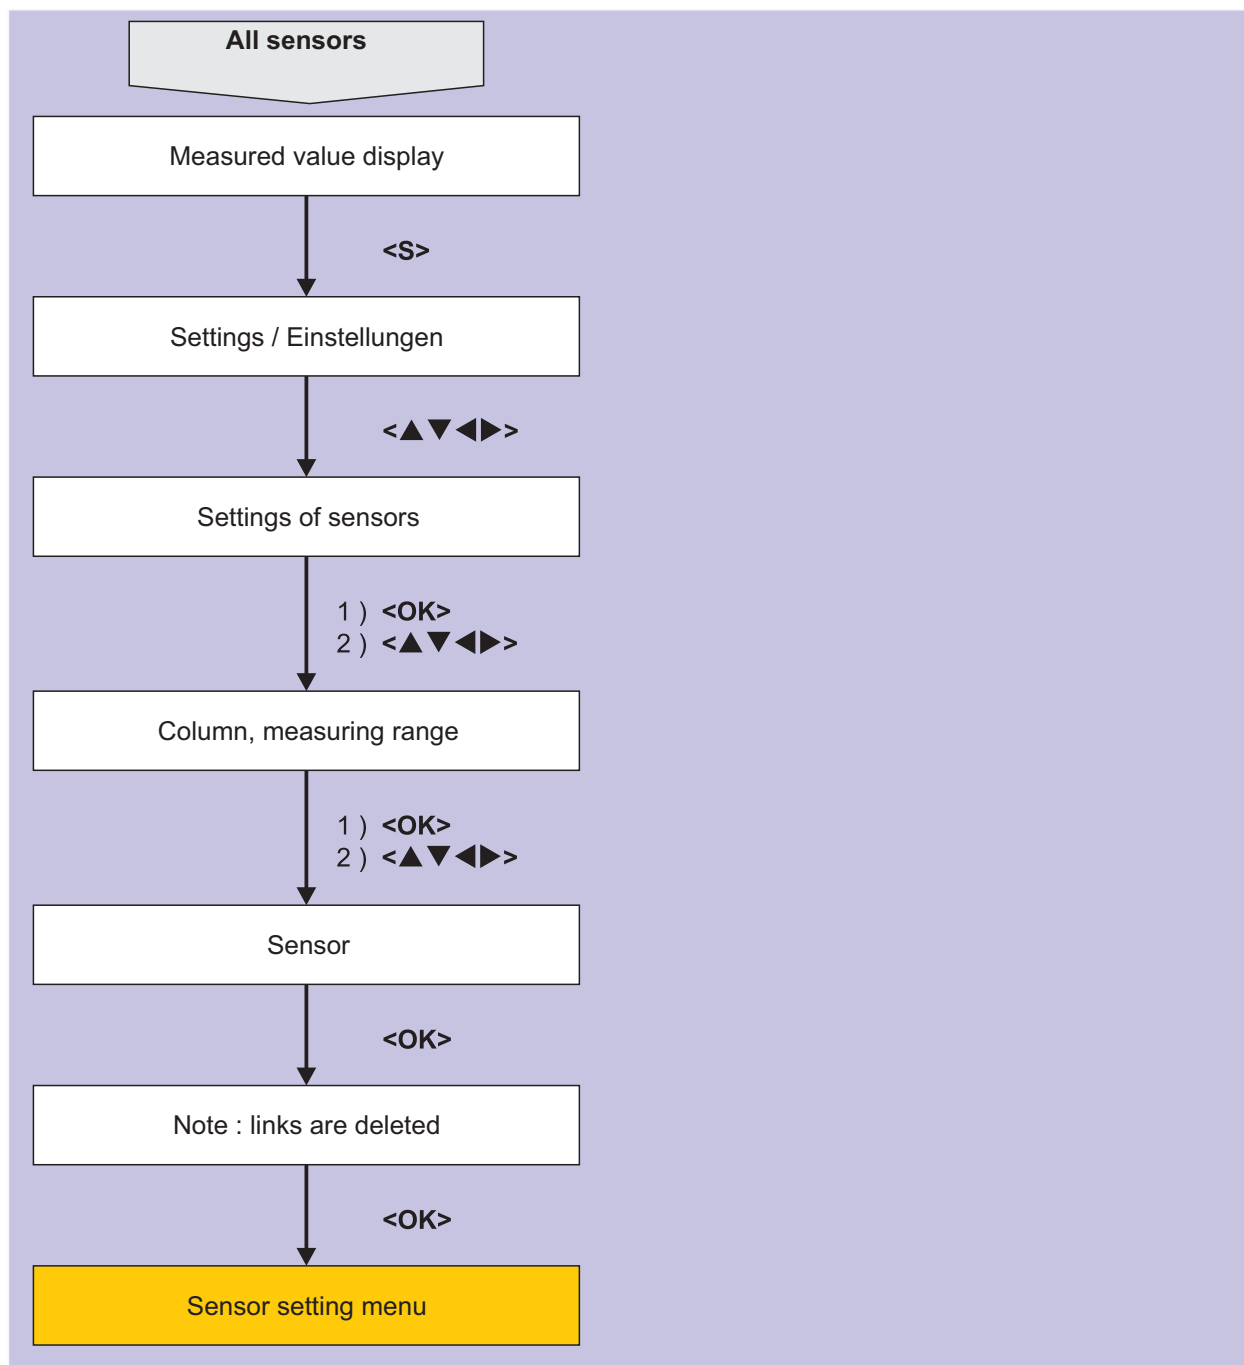 All sensors
Measured value display
<S>
Settings / Einstellungen
<▲▼◀▶>
Settings of sensors
1 ) <OK>
2 ) <▲▼◀▶>
Column, measuring range
1 ) <OK>
2 ) <▲▼◀▶>
Sensor
<OK>
Note : links are deleted
<OK>
Sensor setting menu